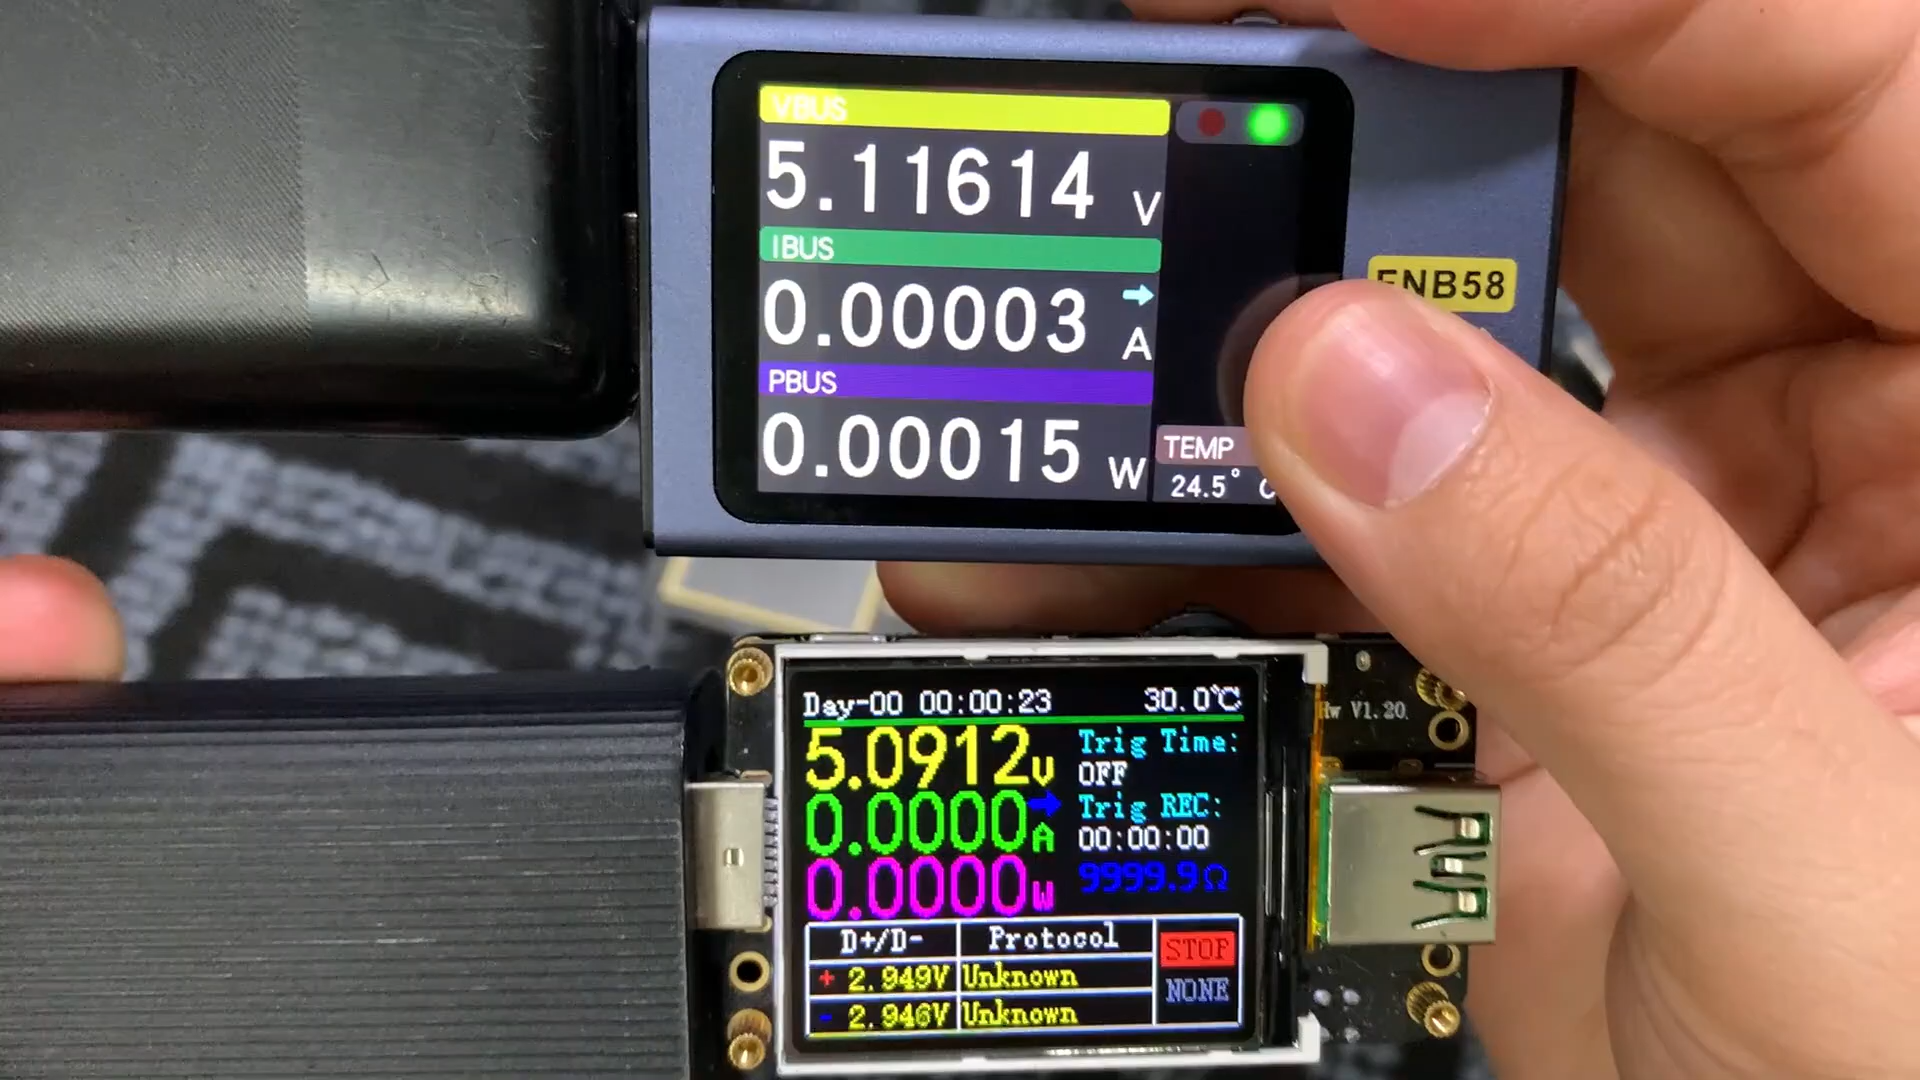 VBUS
5.11614 V
IBUS
0.00003 A
PBUS
0.00015 W
TEMP
24.5° C
FNB58
Day-00 00:00:23 30.0℃
5.0912V
0.0000A
0.0000W
Trig Time:
OFF
Trig REC:
00:00:00
9999.9Ω
D+/D- Protocol
+ 2.949V Unknown
- 2.946V Unknown
STOP
NONE
Hw V1.20.